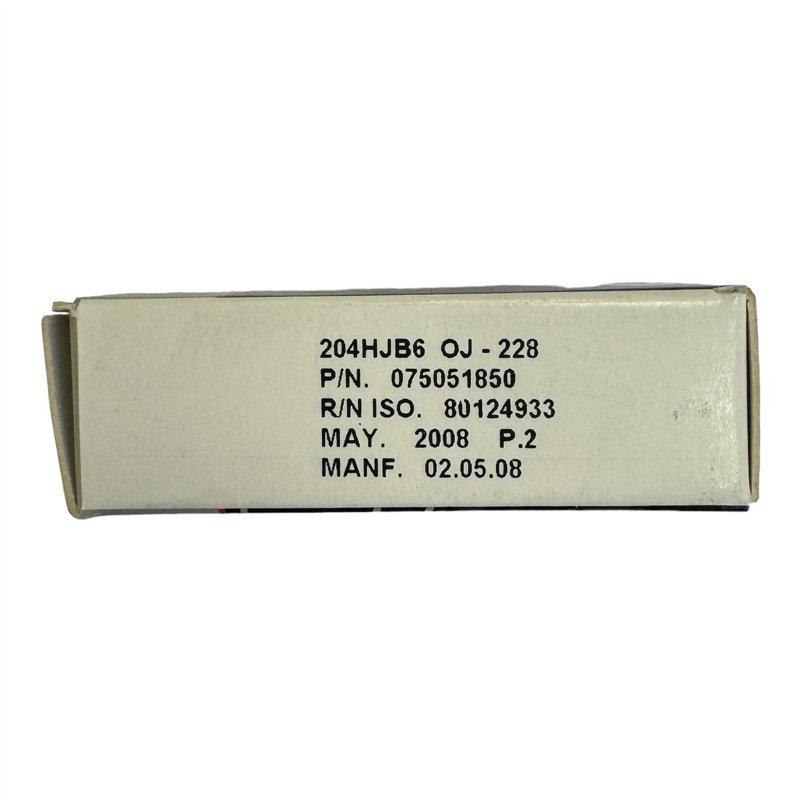 204HJB6 OJ - 228
P/N. 075051850
R/N ISO. 80124933
MAY. 2008 P.2
MANF. 02.05.08